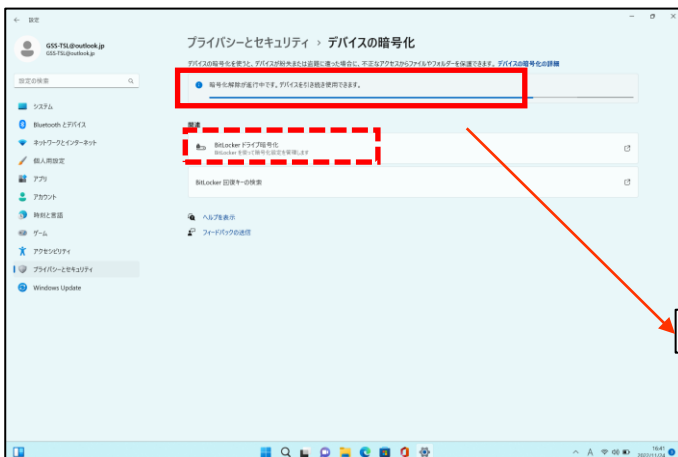 ← 設定
GSS-TSL@outlook.jp
GSS-TSL@outlook.jp
設定の検索
システム
Bluetooth とデバイス
ネットワークとインターネット
個人用設定
アプリ
アカウント
時刻と言語
ゲーム
アクセシビリティ
プライバシーとセキュリティ
Windows Update
プライバシーとセキュリティ › デバイスの暗号化
デバイスの暗号化を使うと、デバイスが紛失または盗難に遭った場合に、不正なアクセスからファイルやフォルダーを保護できます。デバイスの暗号化の詳細
暗号化解除が進行中です。デバイスを引き続き使用できます。
関連
BitLocker ドライブ暗号化
BitLocker を使って暗号化設定を管理します
BitLocker 回復キーの検索
ヘルプを表示
フィードバックの送信
A
16:41
2022/11/24